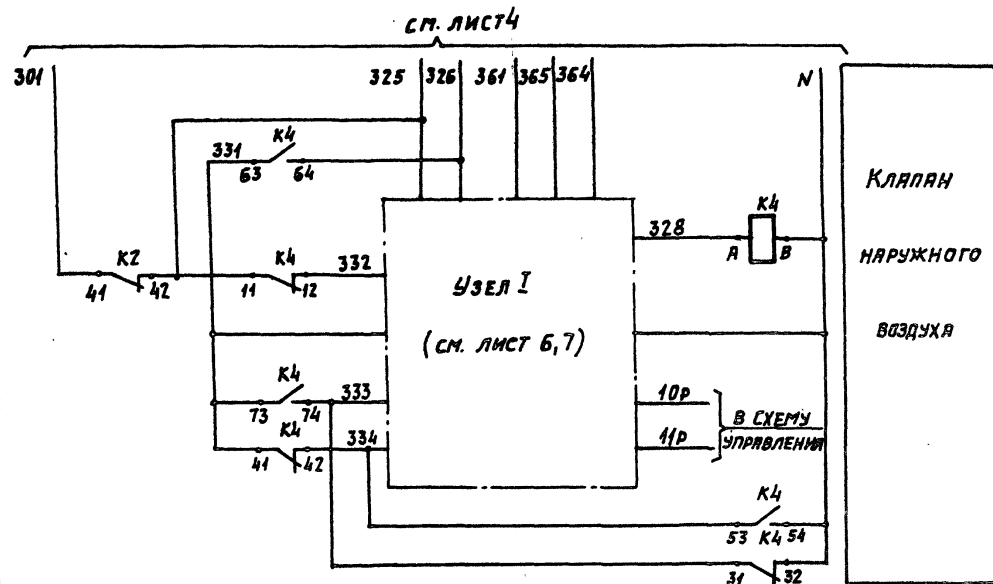 см. лист 4
301 325 326 361 365 364 N
331 К4
63 64
К4
328
А В
Клапан
наружного
воздуха
К2 К4 332
41 42 11 12
Узел I
(см. лист 6,7)
К4 333
73 74
К4 334
41 42
10р
11р
в схему
управления
К4
53 К4 54
31 32